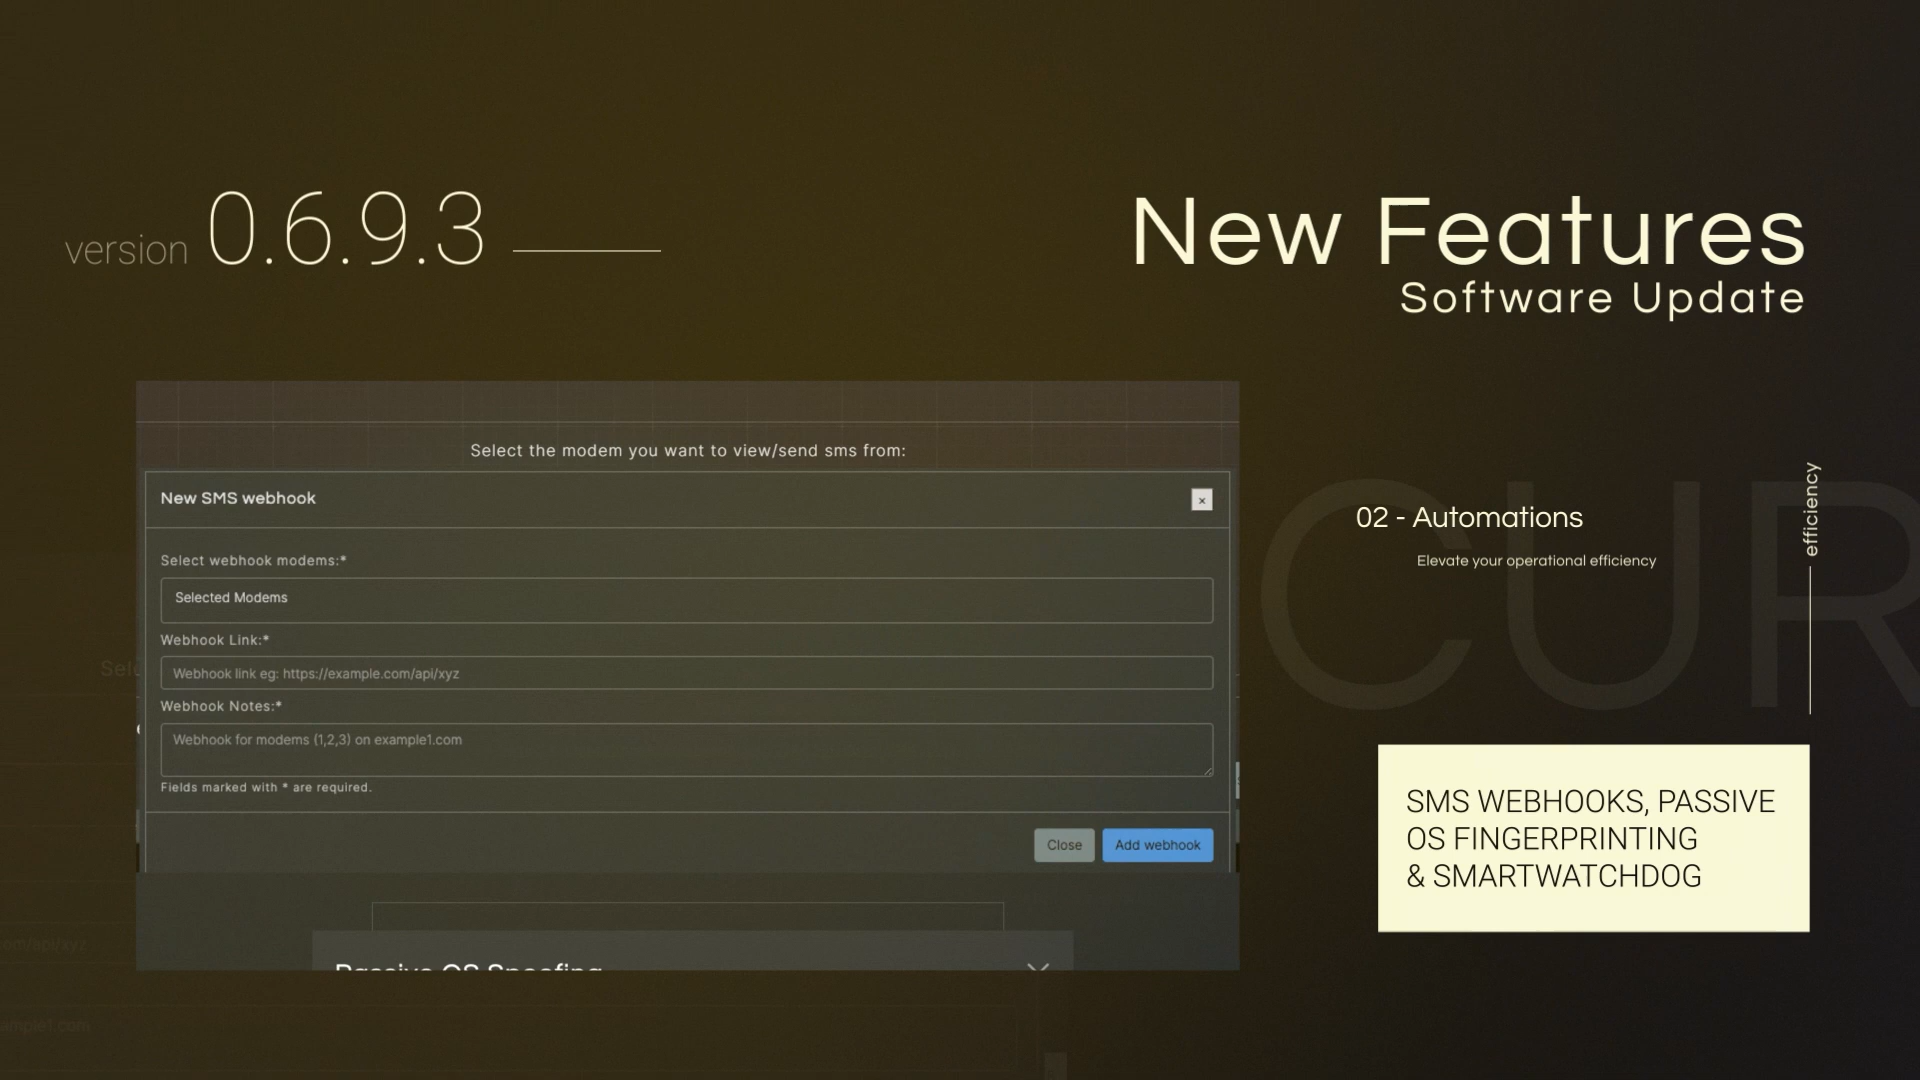 version 0.6.9.3
New Features
Software Update
Select the modem you want to view/send sms from:
New SMS webhook
×
Select webhook modems:*
Selected Modems
Webhook Link:*
Webhook link eg: https://example.com/api/xyz
Webhook Notes:*
Webhook for modems (1,2,3) on example1.com
Fields marked with * are required.
Close
Add webhook
Passive OS Spoofing
CUR
02 - Automations
Elevate your operational efficiency
efficiency
SMS WEBHOOKS, PASSIVE
OS FINGERPRINTING
& SMARTWATCHDOG